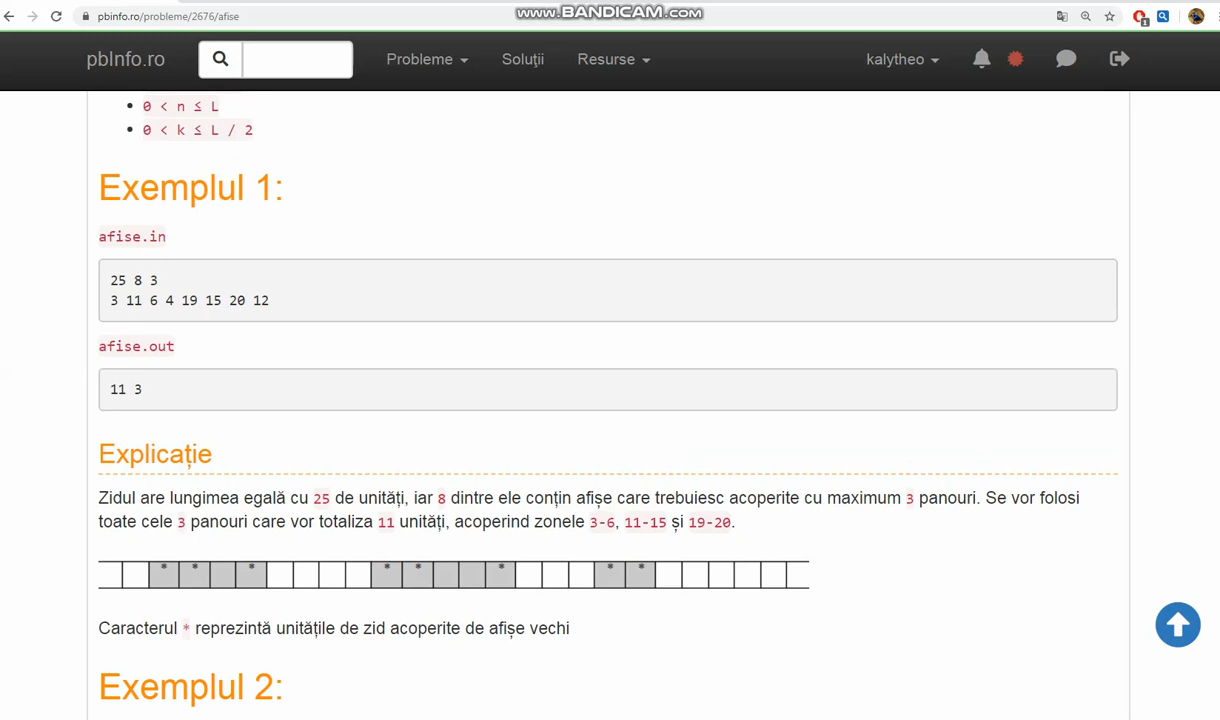 www.BANDICAM.com
pbinfo.ro/probleme/2676/afise
pbInfo.ro Probleme Soluții Resurse kalytheo
0 < n ≤ L
0 < k ≤ L / 2
Exemplul 1:
afise.in
25 8 3
3 11 6 4 19 15 20 12
afise.out
11 3
Explicație
Zidul are lungimea egală cu 25 de unități, iar 8 dintre ele conțin afișe care trebuiesc acoperite cu maximum 3 panouri. Se vor folosi
toate cele 3 panouri care vor totaliza 11 unități, acoperind zonele 3-6, 11-15 și 19-20.
* * * * * * * *
Caracterul * reprezintă unitățile de zid acoperite de afișe vechi
Exemplul 2: